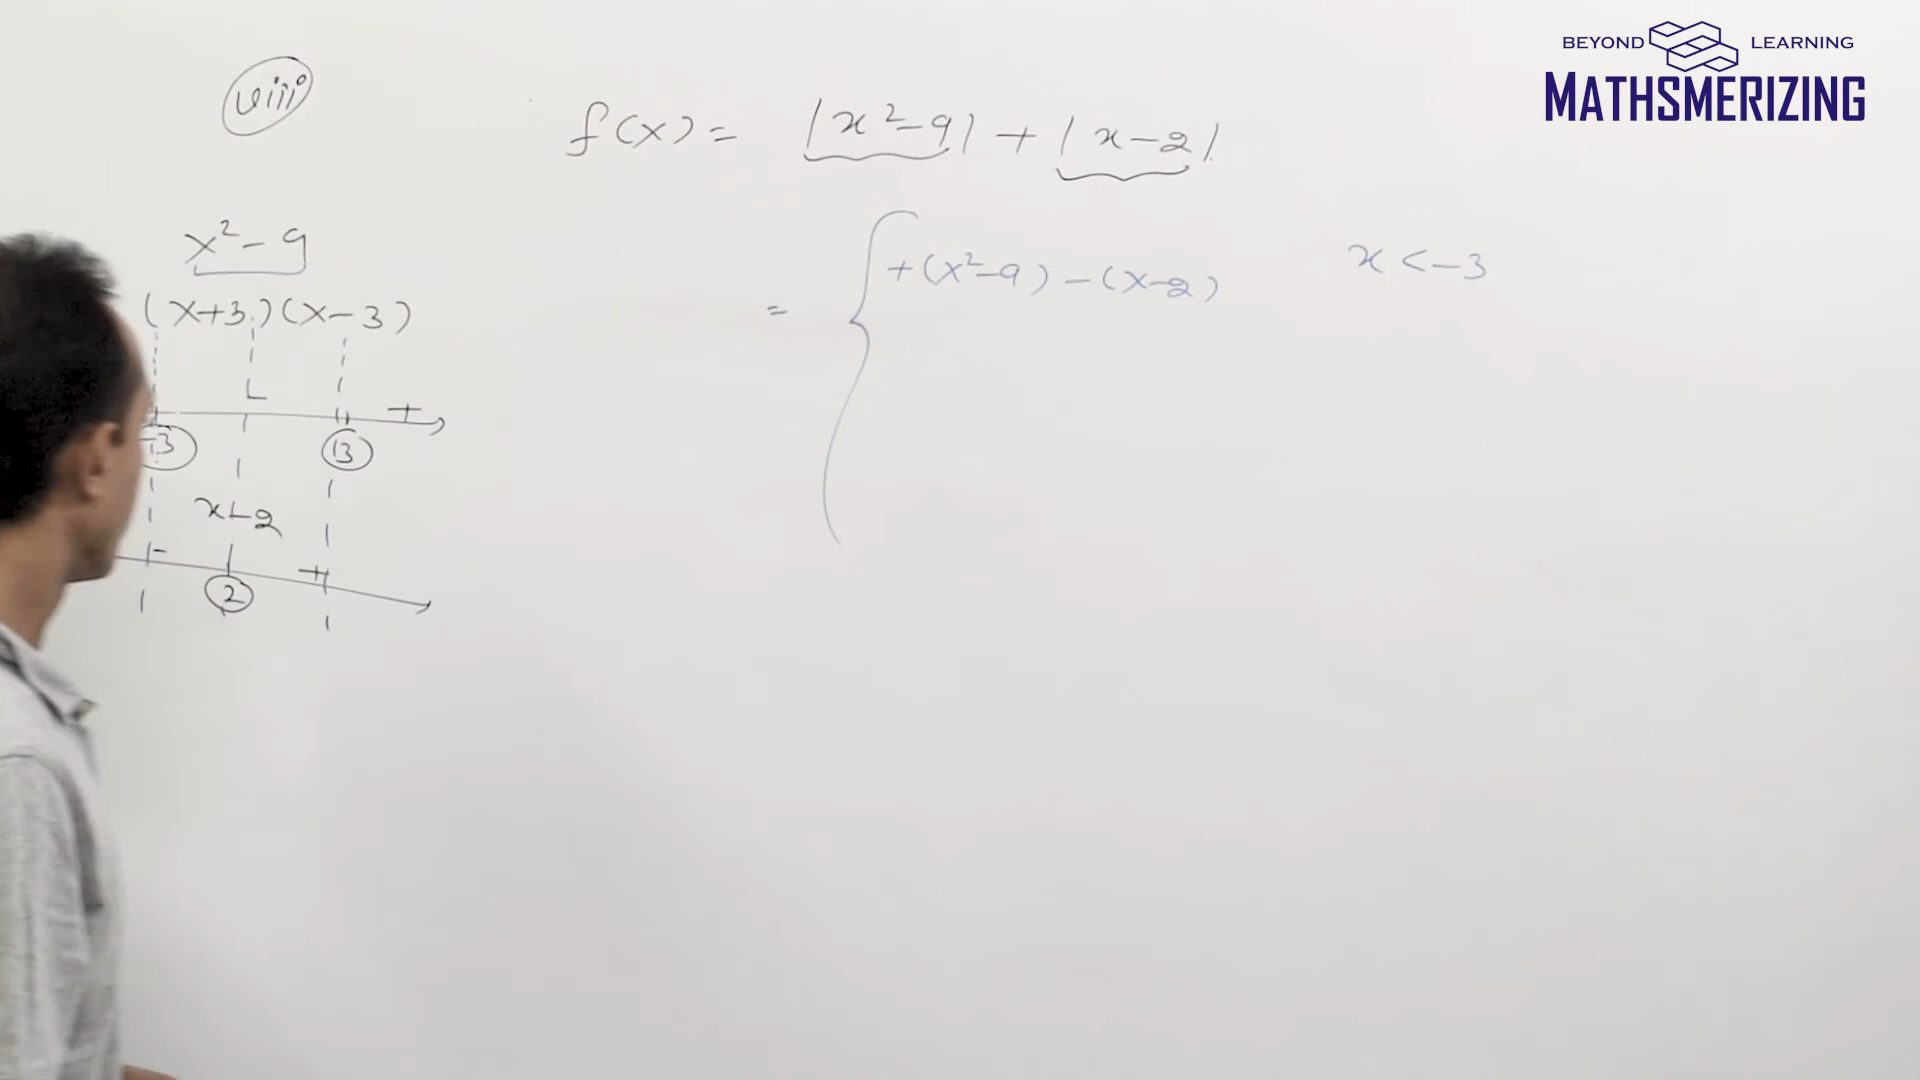 BEYOND LEARNING
MATHSMERIZING
viii
f(x) = |x²-9| + |x-2|
x²-9
= { +(x²-9) -(x-2) x < -3
(x+3)(x-3)
- +
-3 3
x-2
- +
2